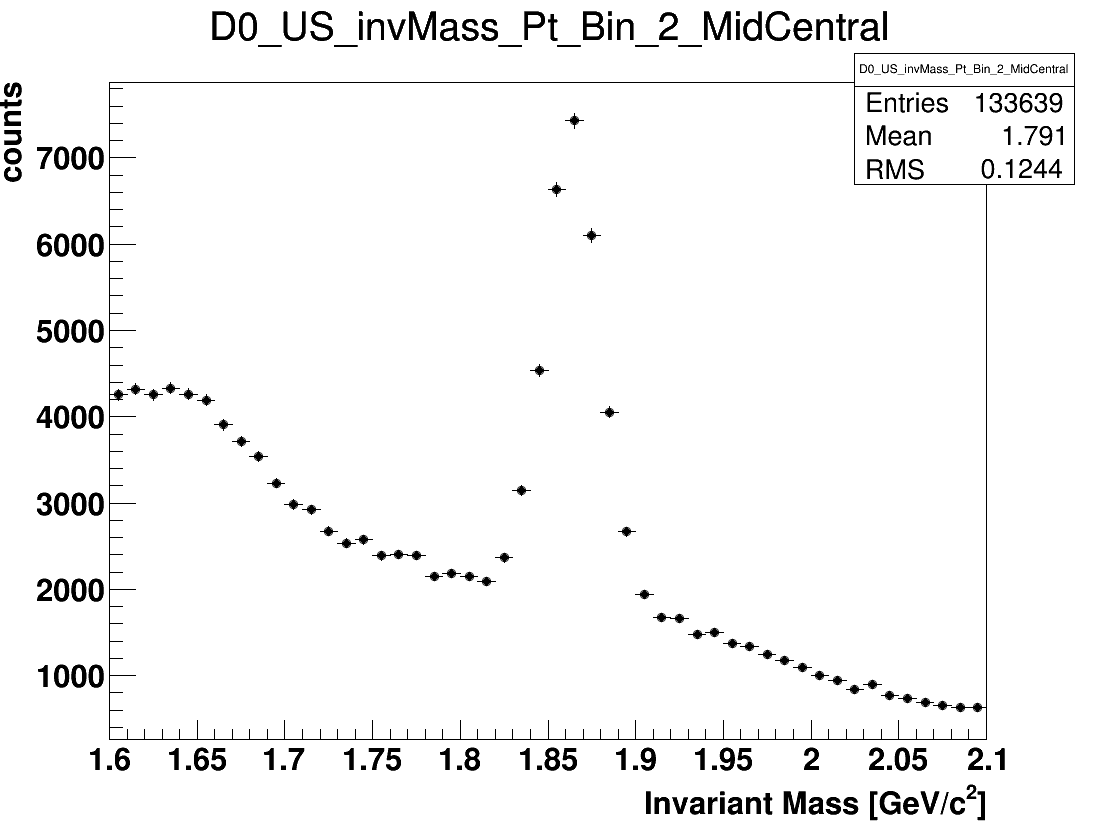 D0_US_invMass_Pt_Bin_2_MidCentral
D0_US_invMass_Pt_Bin_2_MidCentral
Entries 133639
Mean 1.791
RMS 0.1244
counts
7000
6000
5000
4000
3000
2000
1000
1.6 1.65 1.7 1.75 1.8 1.85 1.9 1.95 2 2.05 2.1
Invariant Mass [GeV/c²]